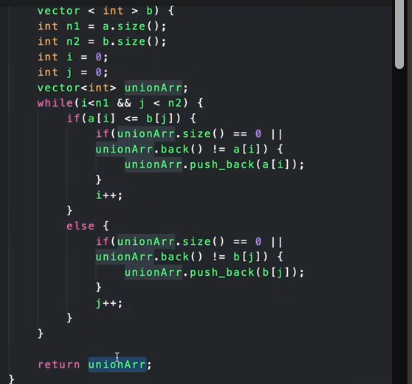 vector < int > b) {
int n1 = a.size();
int n2 = b.size();
int i = 0;
int j = 0;
vector<int> unionArr;
while(i<n1 && j < n2) {
if(a[i] <= b[j]) {
if(unionArr.size() == 0 ||
unionArr.back() != a[i]) {
unionArr.push_back(a[i]);
}
i++;
}
else {
if(unionArr.size() == 0 ||
unionArr.back() != b[j]) {
unionArr.push_back(b[j]);
}
j++;
}
}
return unionArr;
}